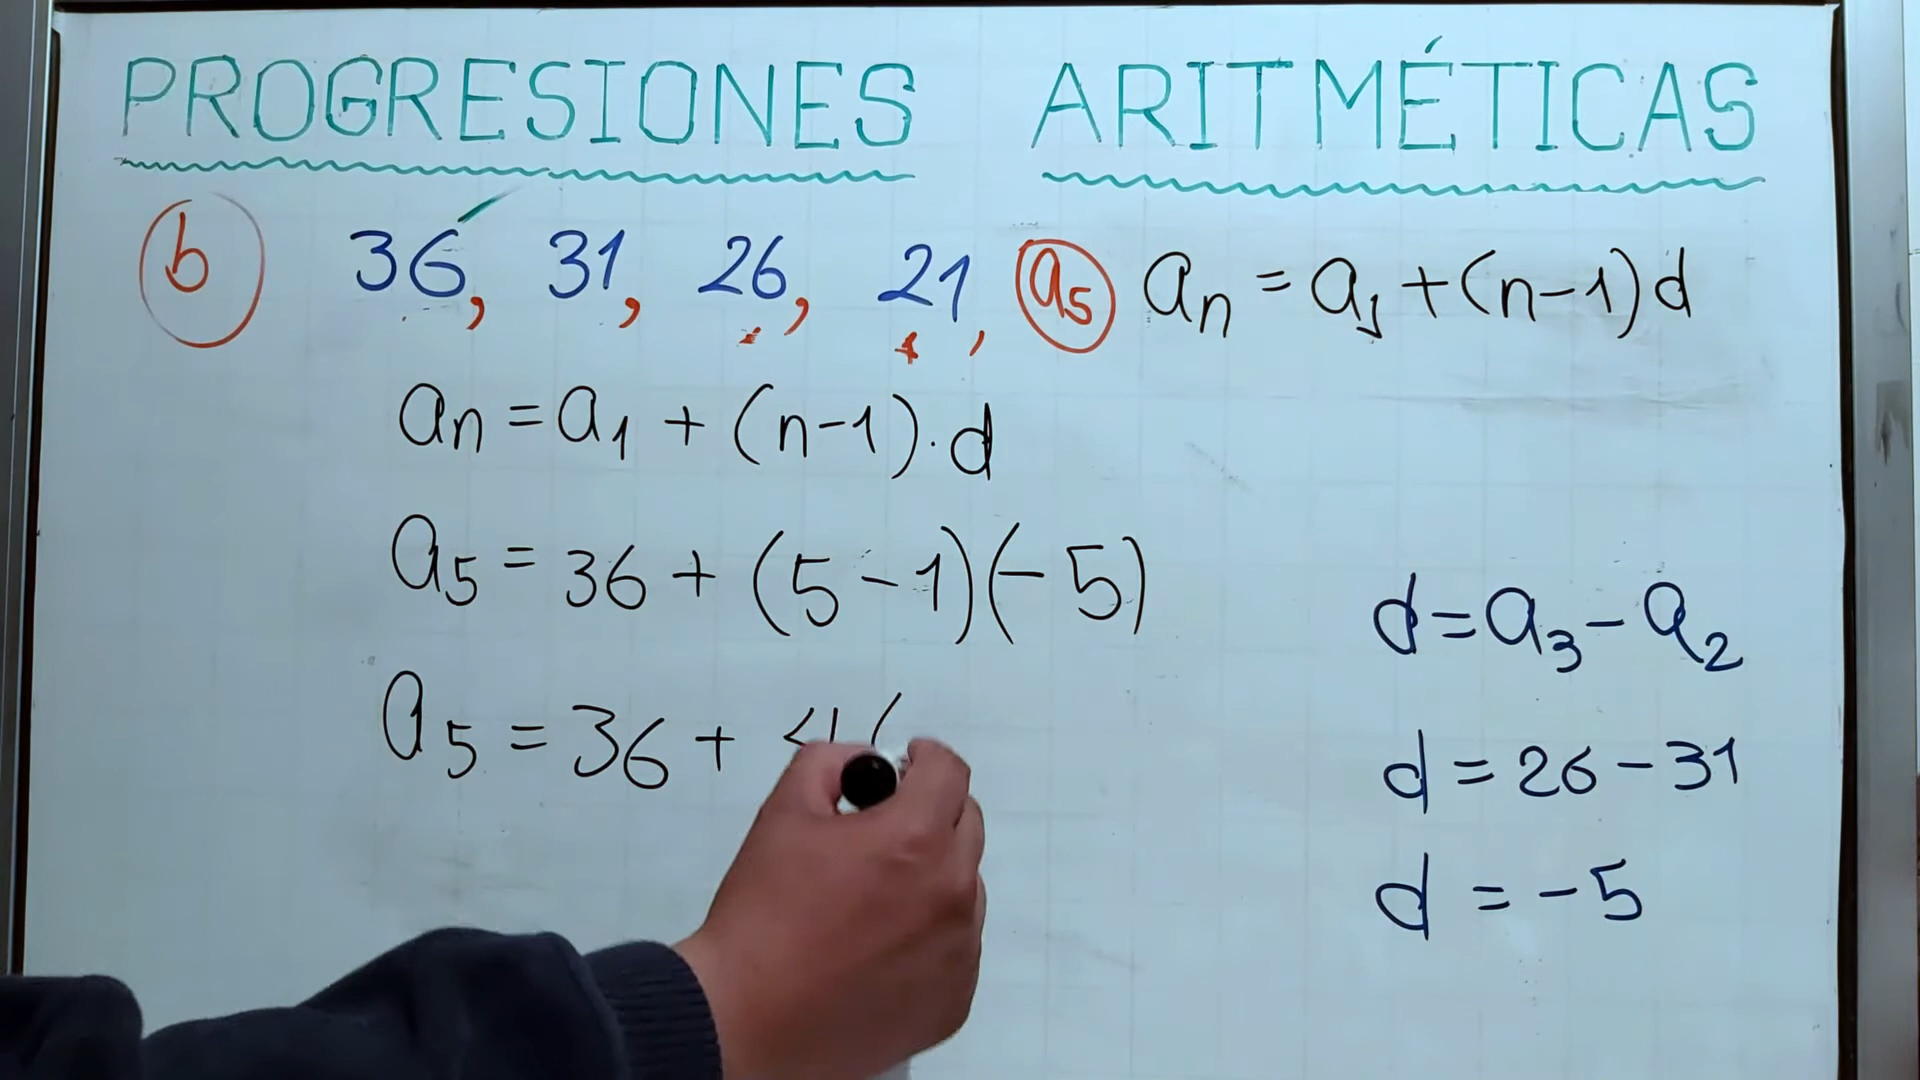 PROGRESIONES ARITMÉTICAS
b 36, 31, 26, 21, a₅ aₙ = a₁ + (n-1)d
aₙ = a₁ + (n-1)·d
a₅ = 36 + (5-1)(-5)
d = a₃ - a₂
a₅ = 36 + 4(
d = 26 - 31
d = -5